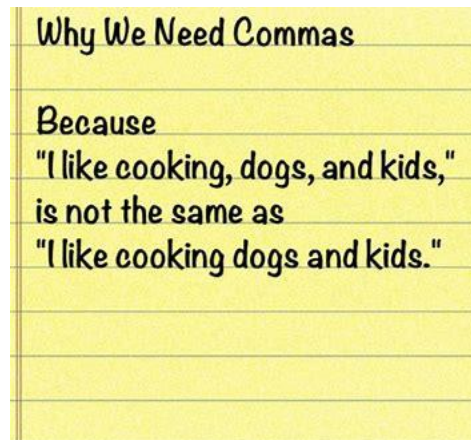 Why We Need Commas
Because
"I like cooking, dogs, and kids,"
is not the same as
"I like cooking dogs and kids."